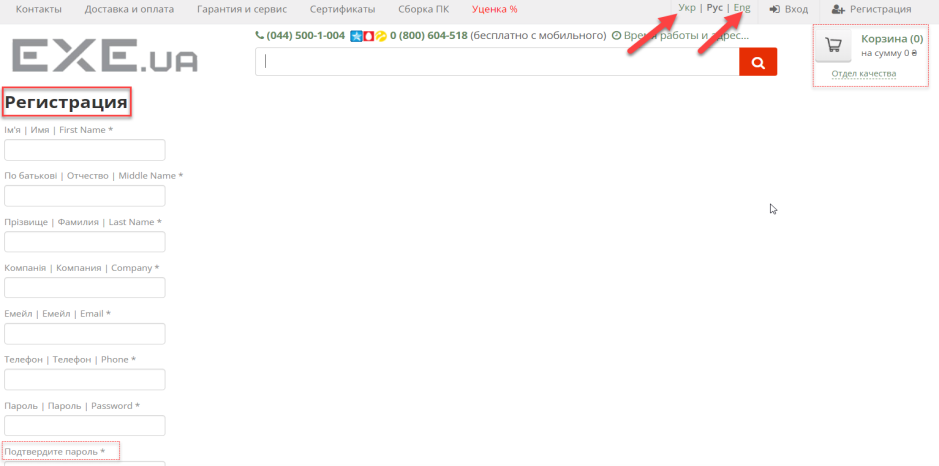 Контакты Доставка и оплата Гарантия и сервис Сертификаты Сборка ПК Уценка % Укр | Рус | Eng Вход Регистрация
EXE.UA
(044) 500-1-004 0 (800) 604-518 (бесплатно с мобильного) Время работы и адрес...
Корзина (0)
на сумму 0 ₴
Отдел качества
Регистрация
Ім'я | Имя | First Name *
По батькові | Отчество | Middle Name *
Прізвище | Фамилия | Last Name *
Компанія | Компания | Company *
Емейл | Емейл | Email *
Телефон | Телефон | Phone *
Пароль | Пароль | Password *
Подтвердите пароль *